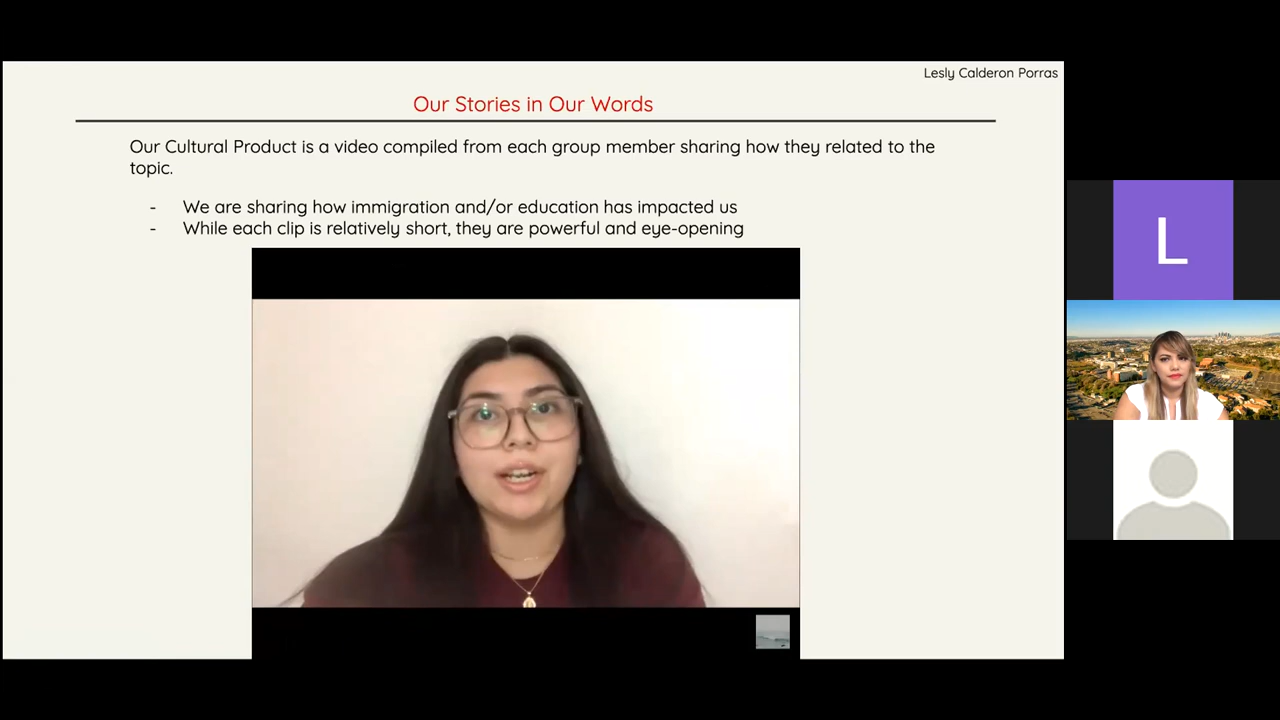 Lesly Calderon Porras
Our Stories in Our Words
Our Cultural Product is a video compiled from each group member sharing how they related to the
topic.
- We are sharing how immigration and/or education has impacted us
- While each clip is relatively short, they are powerful and eye-opening
L